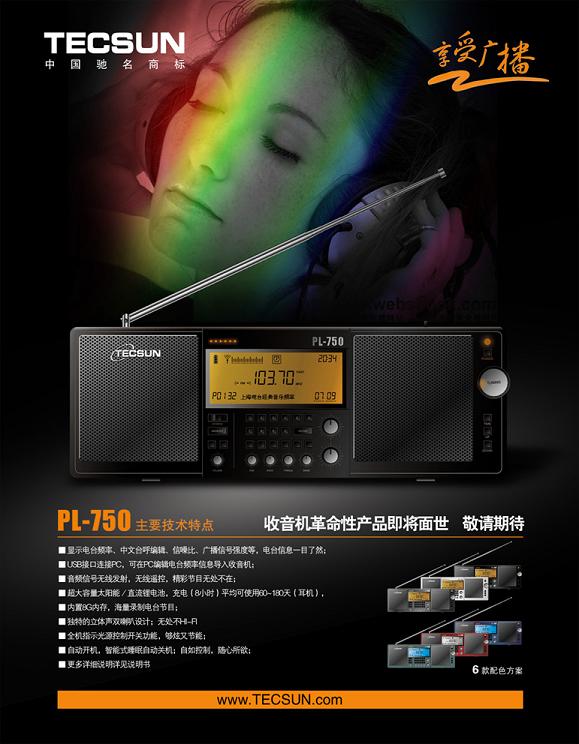 TECSUN
中国驰名商标
享受广播
TECSUN
PL-750
20:34
103.70
P0132 上海电台经典音乐频率 07:09
PL-750 主要技术特点
收音机革命性产品即将面世 敬请期待
■ 显示电台频率、中文台呼编辑、信噪比、广播信号强度等，电台信息一目了然；
■ USB接口连接PC，可在PC编辑电台频率信息导入收音机；
■ 音频信号无线发射，无线遥控，精彩节目无处不在；
■ 超大容量太阳能／直流锂电池，充电（8小时）平均可使用60~180天（耳机），
■ 内置8G内存，海量录制电台节目；
■ 独特的立体声双喇叭设计；无处不HI-FI
■ 全机指示光源控制开关功能，够炫又节能；
■ 自动开机，智能式睡眠自动关机；自如控制，随心所欲；
■ 更多详细说明详见说明书
6 款配色方案
www.TECSUN.com